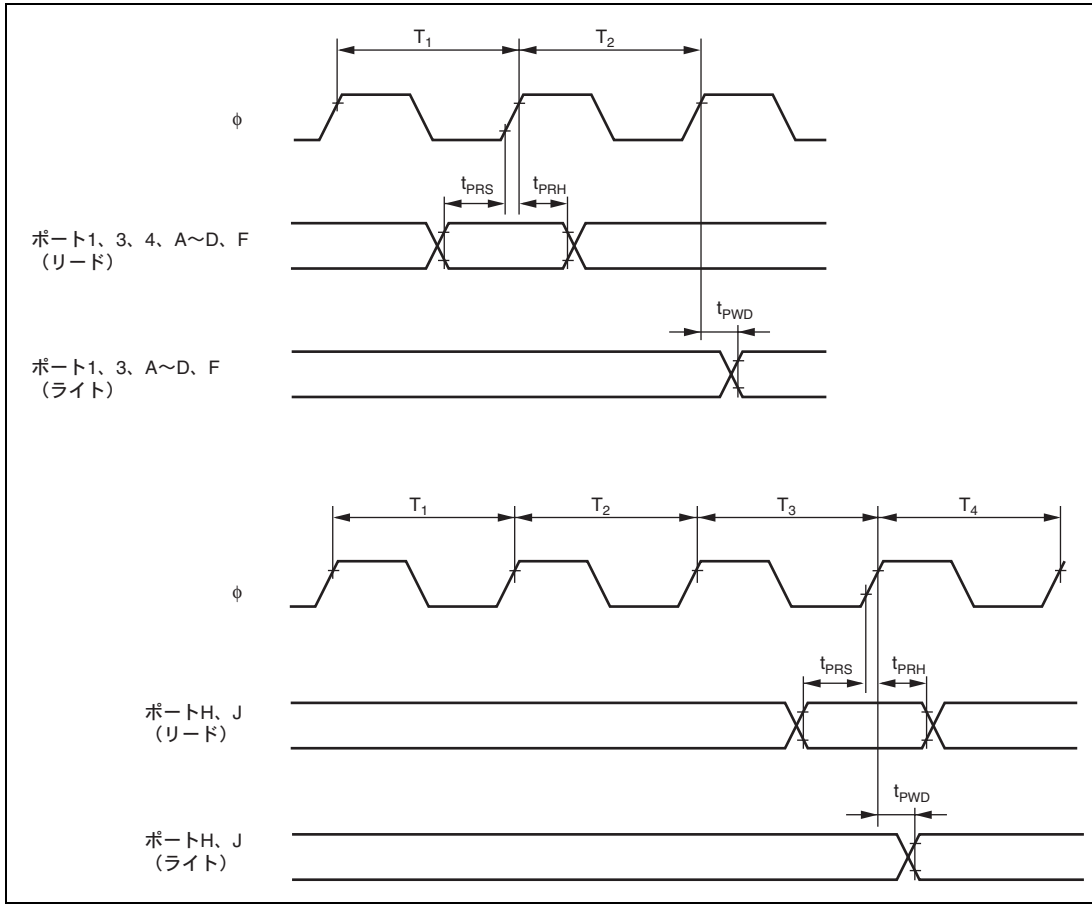 T₁ T₂
φ
tPRS tPRH
ポート1、3、4、A～D、F
（リード）
tPWD
ポート1、3、A～D、F
（ライト）
T₁ T₂ T₃ T₄
φ
tPRS tPRH
ポートH、J
（リード）
tPWD
ポートH、J
（ライト）